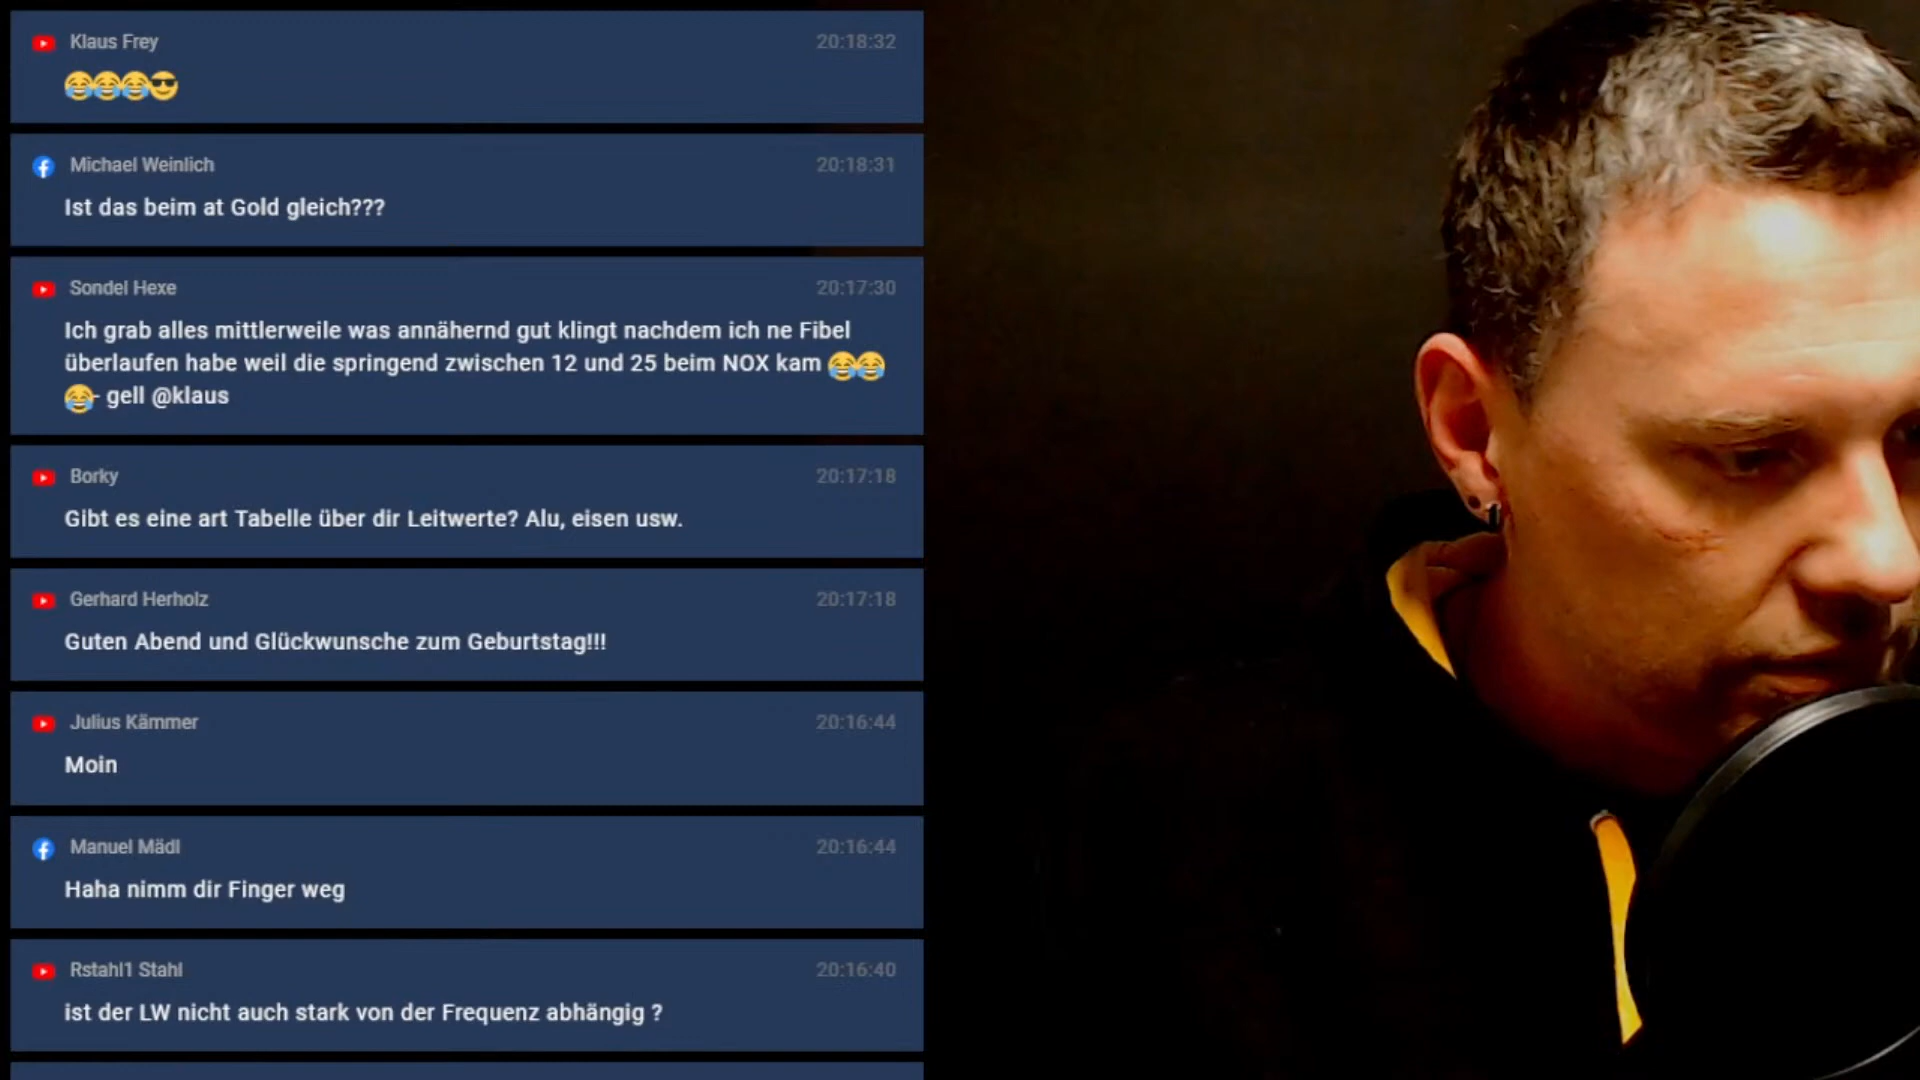 Klaus Frey 20:18:32
😂😂😂😎
Michael Weinlich 20:18:31
Ist das beim at Gold gleich???
Sondel Hexe 20:17:30
Ich grab alles mittlerweile was annähernd gut klingt nachdem ich ne Fibel
überlaufen habe weil die springend zwischen 12 und 25 beim NOX kam 😂😂
😂- gell @klaus
Borky 20:17:18
Gibt es eine art Tabelle über dir Leitwerte? Alu, eisen usw.
Gerhard Herholz 20:17:18
Guten Abend und Glückwunsche zum Geburtstag!!!
Julius Kämmer 20:16:44
Moin
Manuel Mädl 20:16:44
Haha nimm dir Finger weg
Rstahl1 Stahl 20:16:40
ist der LW nicht auch stark von der Frequenz abhängig ?